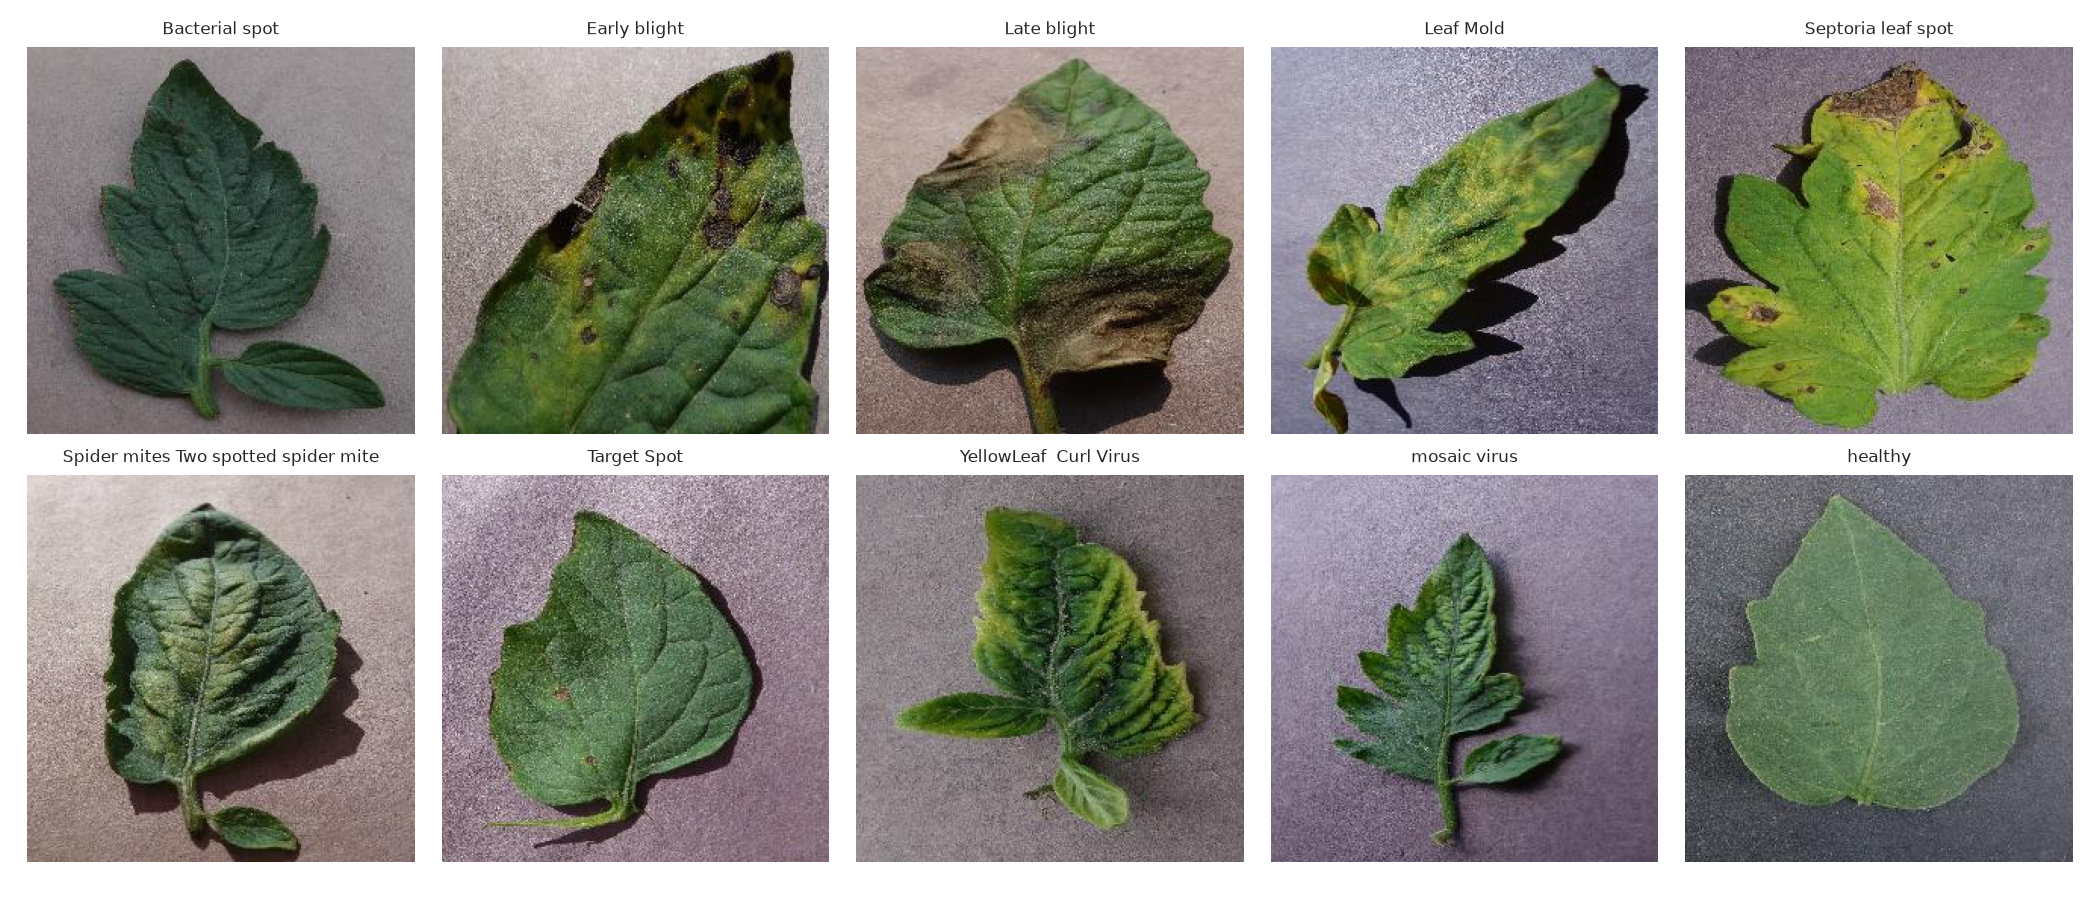 Bacterial spot
Early blight
Late blight
Leaf Mold
Septoria leaf spot
Spider mites Two spotted spider mite
Target Spot
YellowLeaf  Curl Virus
mosaic virus
healthy